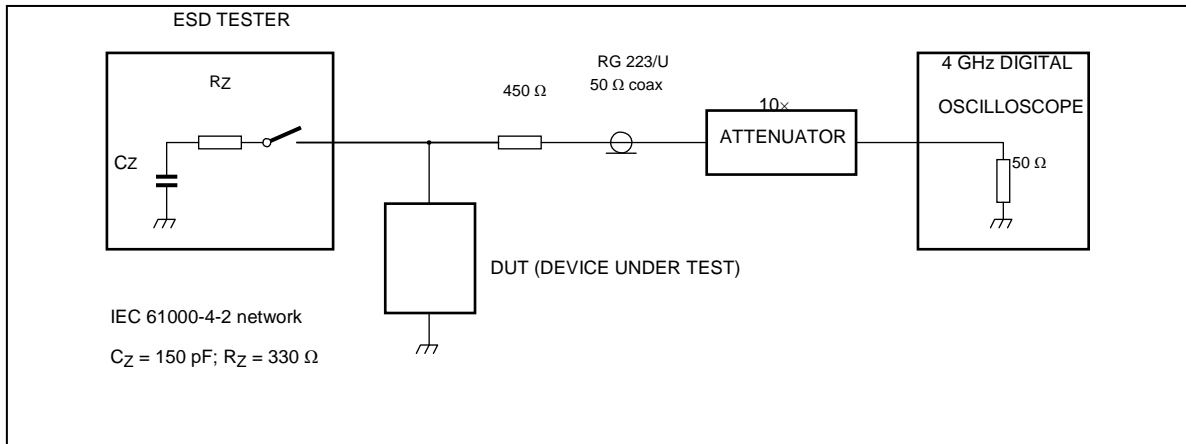 ESD TESTER
RZ
CZ
450 Ω
RG 223/U
50 Ω coax
10×
ATTENUATOR
4 GHz DIGITAL
OSCILLOSCOPE
50 Ω
DUT (DEVICE UNDER TEST)
IEC 61000-4-2 network
CZ = 150 pF; RZ = 330 Ω